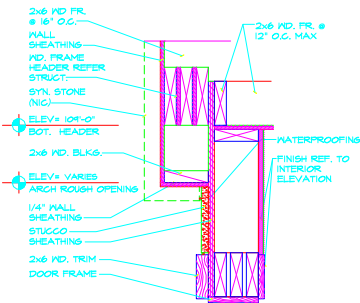 2x6 WD FR.
@ 16" O.C.
WALL
SHEATHING
WD. FRAME
HEADER REFER
STRUCT.
SYN. STONE
(NIC)
ELEV= 109'-0"
BOT. HEADER
2x6 WD. BLKG.
ELEV= VARIES
ARCH ROUGH OPENING
1/4" WALL
SHEATHING
STUCCO
SHEATHING
2x6 WD. TRIM
DOOR FRAME
2x6 WD. FR. @
12" O.C. MAX
WATERPROOFING
FINISH REF. TO
INTERIOR
ELEVATION